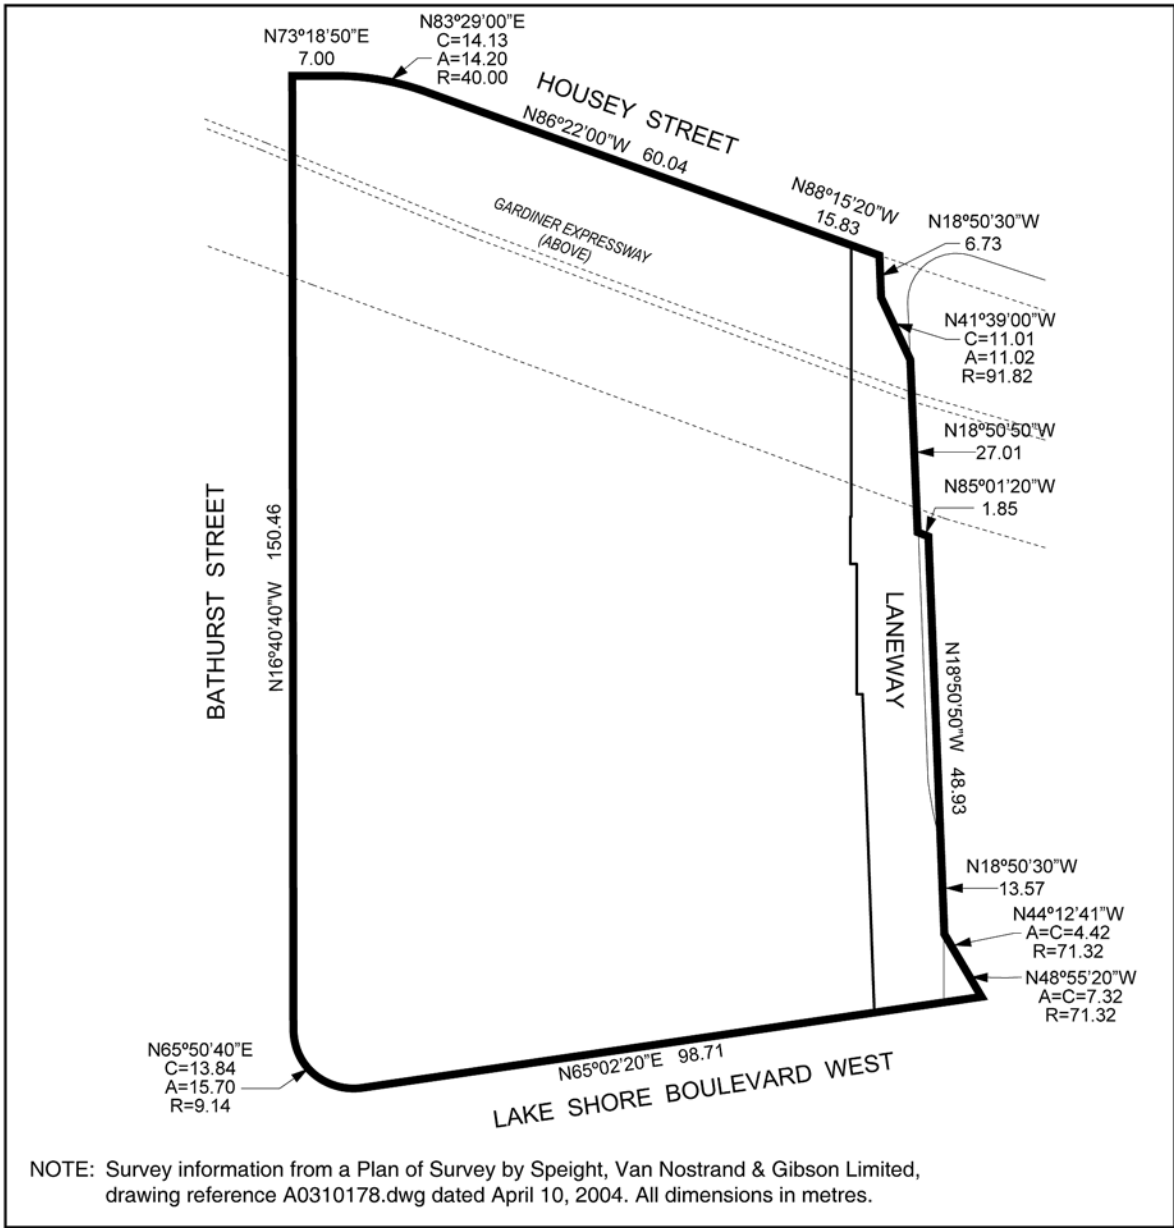 N73º18'50"E
7.00
N83º29'00"E
C=14.13
A=14.20
R=40.00
HOUSEY STREET
N86º22'00"W 60.04
N88º15'20"W
15.83
N18º50'30"W
6.73
GARDINER EXPRESSWAY
(ABOVE)
N41º39'00"W
C=11.01
A=11.02
R=91.82
N18º50'50"W
27.01
N85º01'20"W
1.85
BATHURST STREET
N16º40'40"W 150.46
LANEWAY
N18º50'50"W 48.93
N18º50'30"W
13.57
N44º12'41"W
A=C=4.42
R=71.32
N48º55'20"W
A=C=7.32
R=71.32
N65º50'40"E
C=13.84
A=15.70
R=9.14
N65º02'20"E 98.71
LAKE SHORE BOULEVARD WEST
NOTE: Survey information from a Plan of Survey by Speight, Van Nostrand & Gibson Limited,
drawing reference A0310178.dwg dated April 10, 2004. All dimensions in metres.